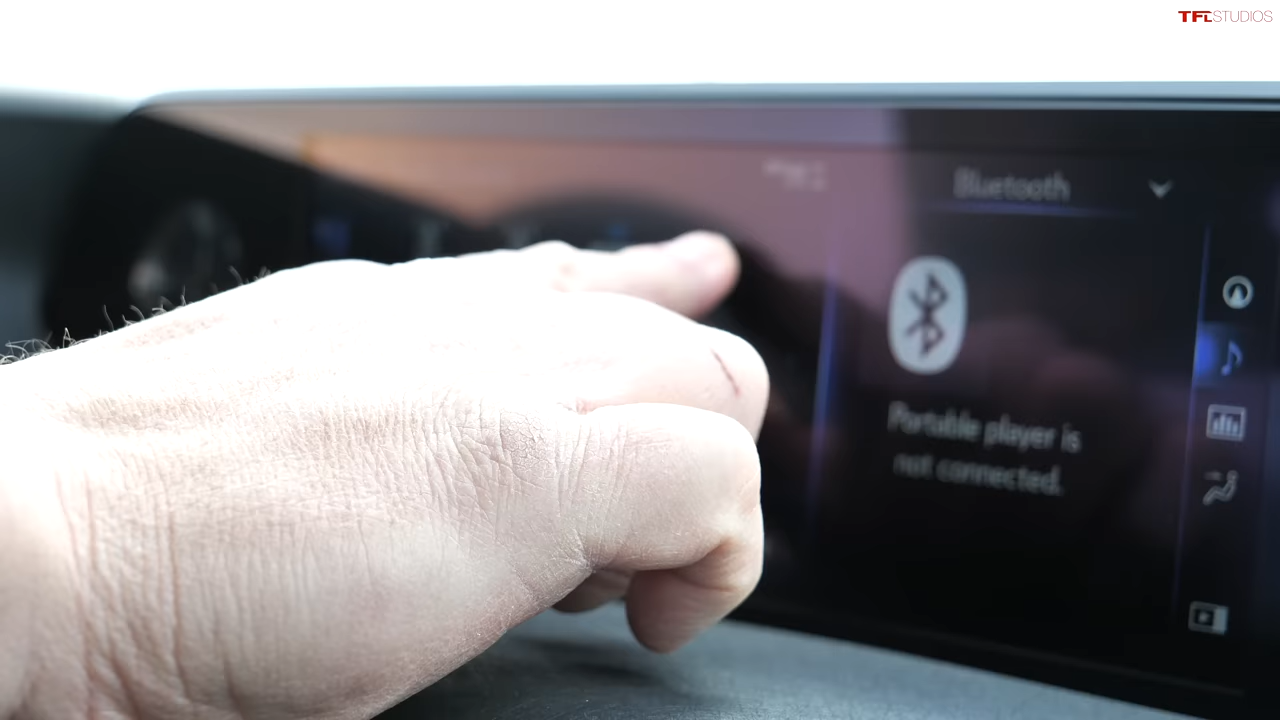 TFLSTUDIOS
Bluetooth
Portable player is
not connected.